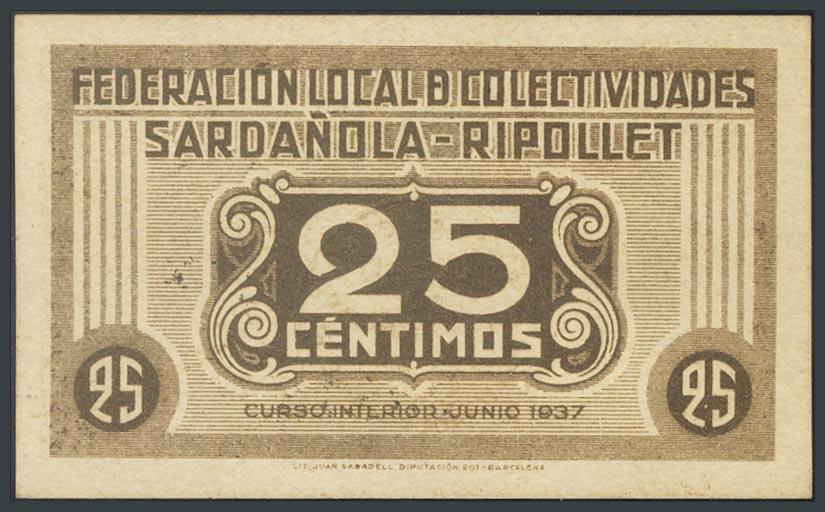 FEDERACIÓN LOCAL D COLECTIVIDADES
SARDAÑOLA-RIPOLLET
25
CÉNTIMOS
25
25
CURSO INTERIOR-JUNIO 1937
LIT. JUAN SABADELL, DIPUTACIÓN, 201-BARCELONA